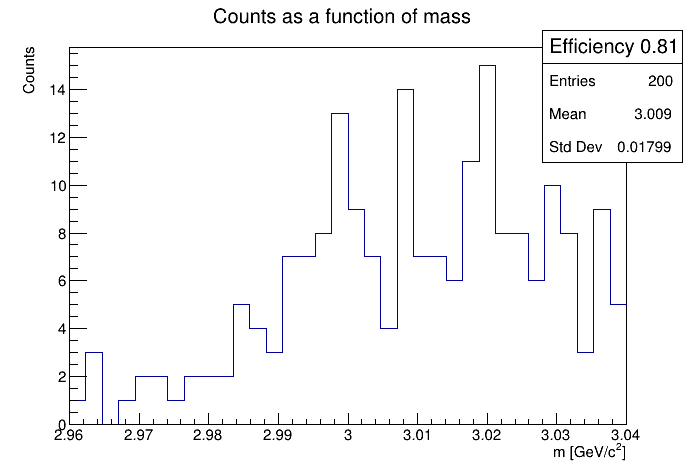 Counts as a function of mass
Efficiency 0.81
Entries 200
Mean 3.009
Std Dev 0.01799
Counts
14
12
10
8
6
4
2
0
2.96 2.97 2.98 2.99 3 3.01 3.02 3.03 3.04
m [GeV/c²]